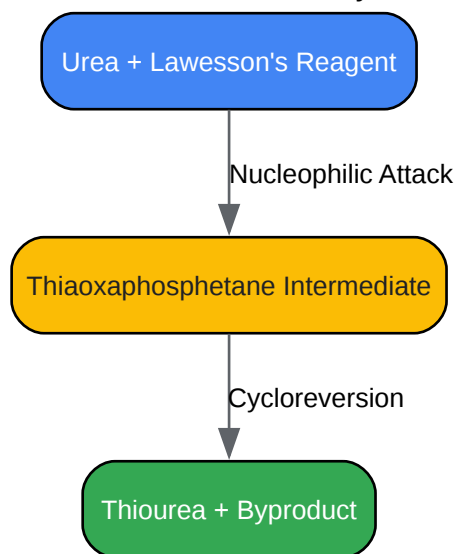 Urea + Lawesson's Reagent
Nucleophilic Attack
Thiaoxaphosphetane Intermediate
Cycloreversion
Thiourea + Byproduct